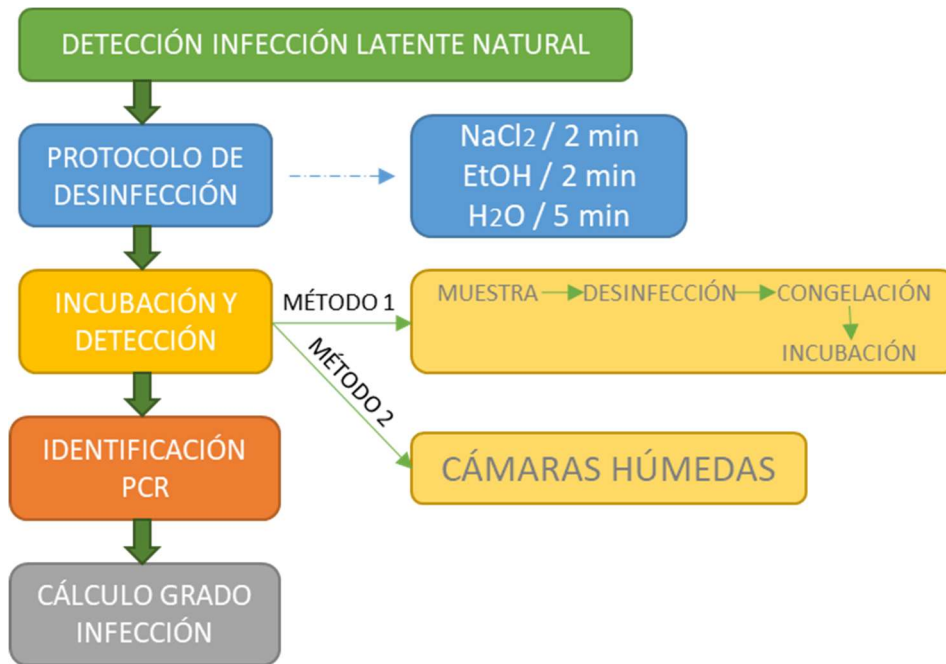 DETECCIÓN INFECCIÓN LATENTE NATURAL
PROTOCOLO DE
DESINFECCIÓN
NaCl2 / 2 min
EtOH / 2 min
H2O / 5 min
INCUBACIÓN Y
DETECCIÓN
MÉTODO 1
MUESTRA DESINFECCIÓN CONGELACIÓN
INCUBACIÓN
MÉTODO 2
CÁMARAS HÚMEDAS
IDENTIFICACIÓN
PCR
CÁLCULO GRADO
INFECCIÓN